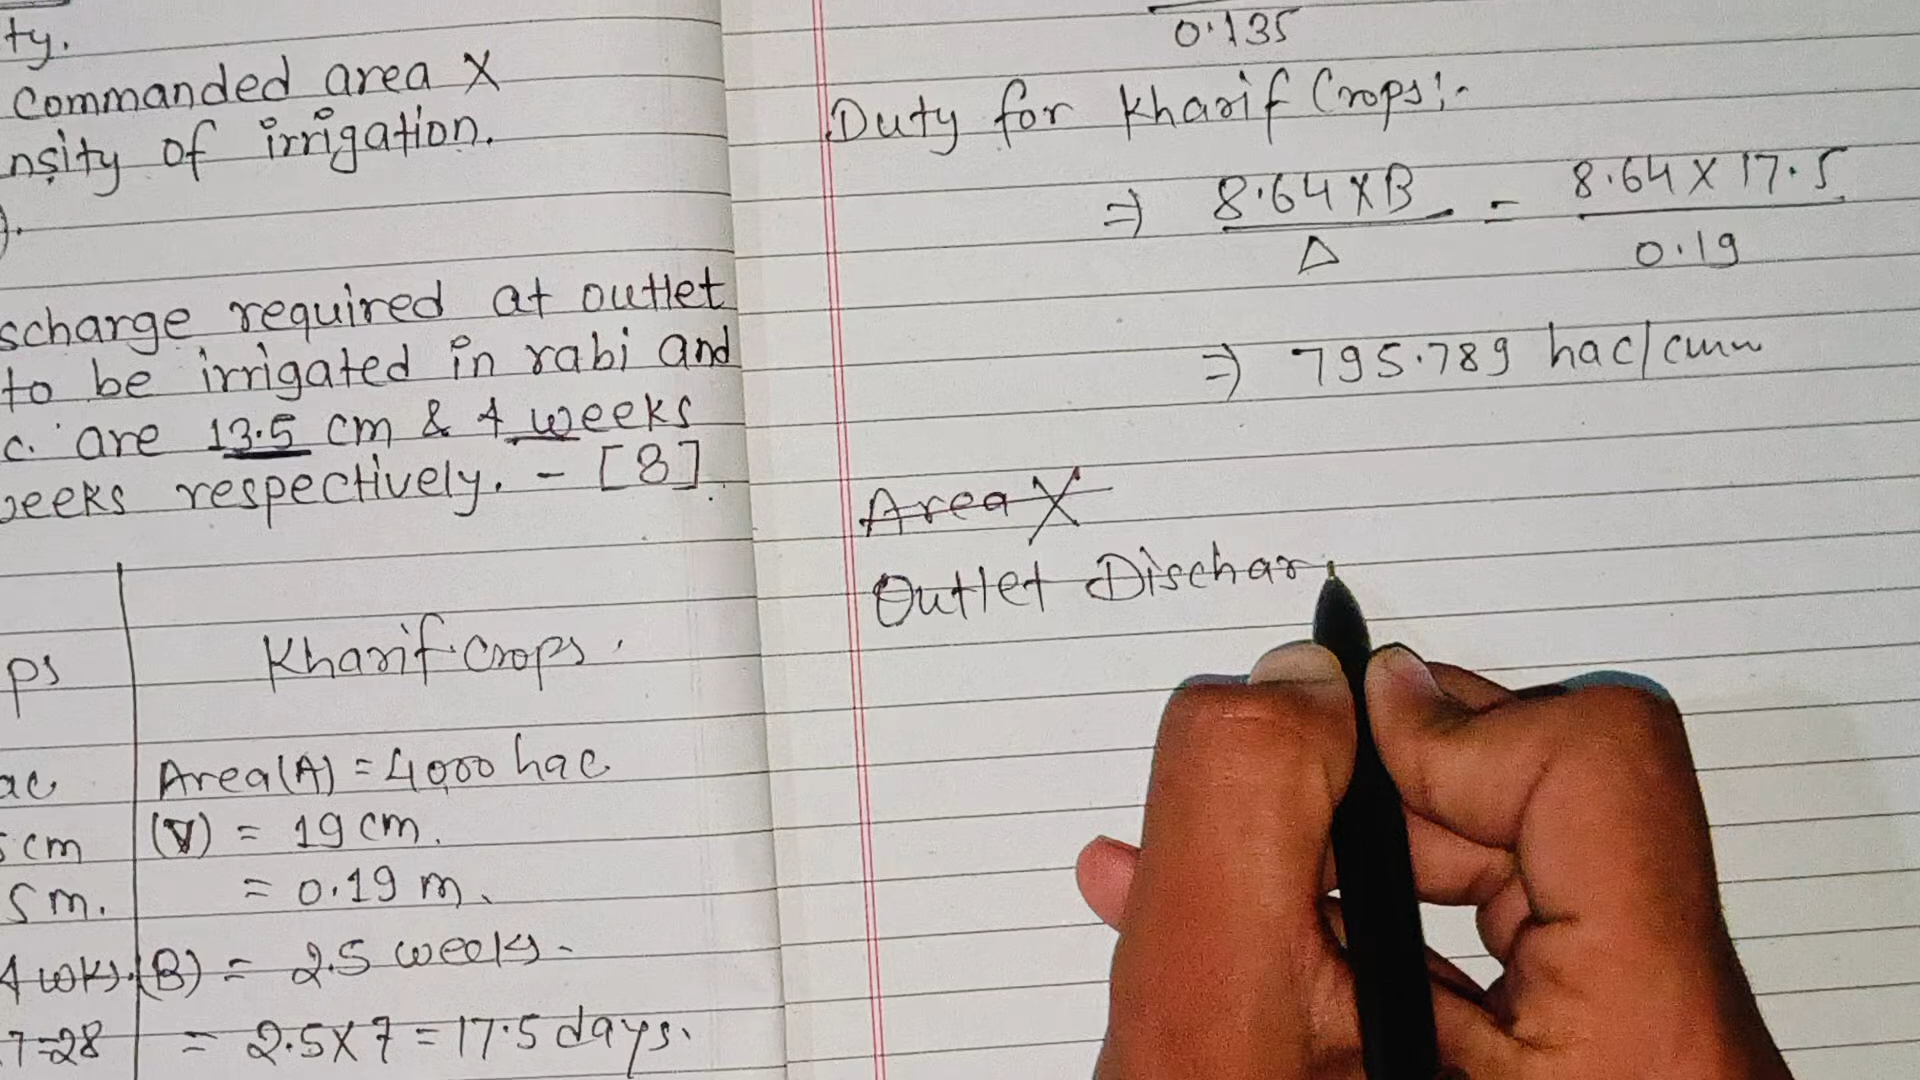 ty.
commanded area X
nsity of irrigation.
).
scharge required at outlet
to be irrigated in rabi and
c. are 13.5 cm & 4 weeks
eeks respectively. - [8].
ps
Kharif crops.
ac
Area(A) = 4000 hac
5 cm
(∇) = 19 cm.
5 m.
= 0.19 m.
4 wks.
(B) = 2.5 weeks.
7=28
= 2.5 X 7 = 17.5 days.
0.135
Duty for Kharif Crops:-
⇒ 8.64 X B / Δ = 8.64 X 17.5 / 0.19
⇒ 795.789 hac/cum
Area X
Outlet Dischar